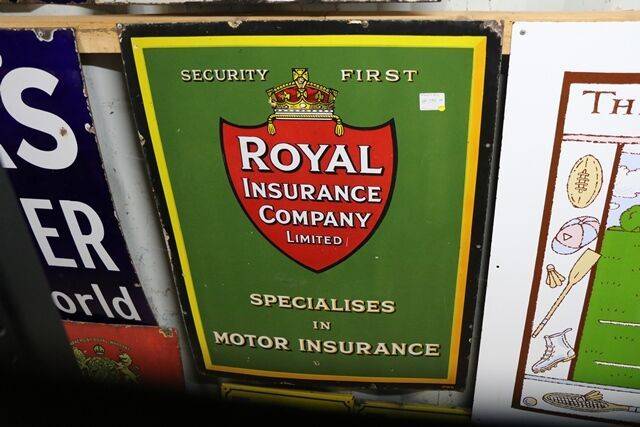 SECURITY FIRST
ROYAL
INSURANCE
COMPANY
LIMITED
SPECIALISES
IN
MOTOR INSURANCE
S
ER
orld
TH